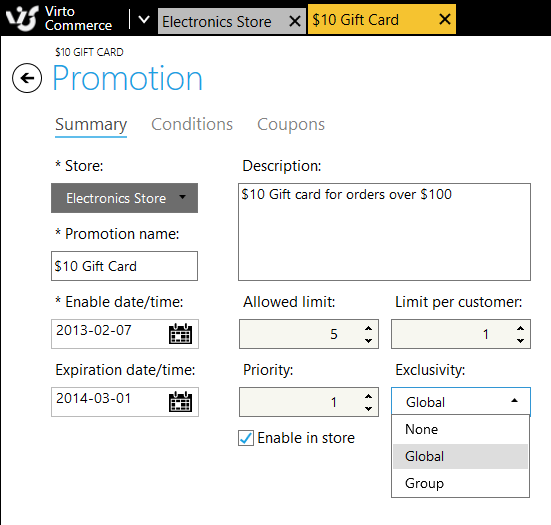 Virto
Commerce
Electronics Store
$10 Gift Card
$10 GIFT CARD
Promotion
Summary Conditions Coupons
* Store:
Description:
Electronics Store
$10 Gift card for orders over $100
* Promotion name:
$10 Gift Card
* Enable date/time:
Allowed limit:
Limit per customer:
2013-02-07
5
1
Expiration date/time:
Priority:
Exclusivity:
2014-03-01
1
Global
Enable in store
None
Global
Group